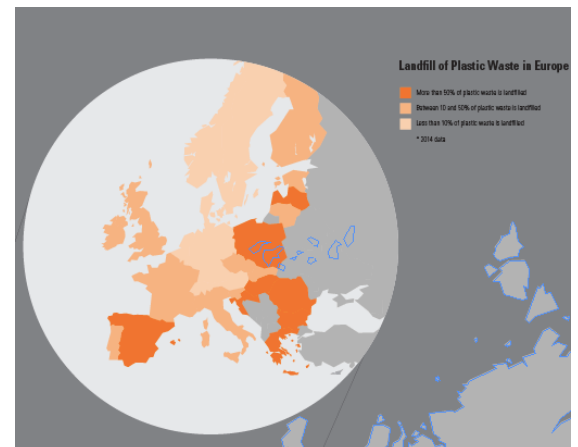 Landfill of Plastic Waste in Europe
More than 50% of plastic waste is landfilled
Between 10 and 50% of plastic waste is landfilled
Less than 10% of plastic waste is landfilled
* 2014 data